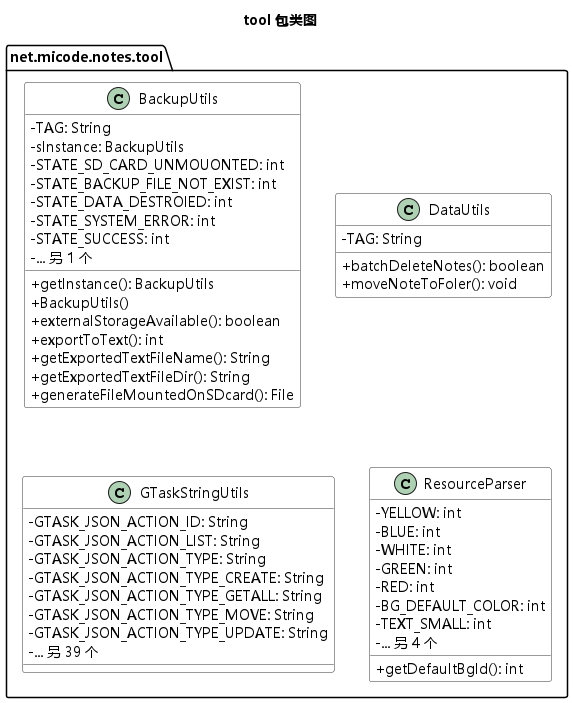 tool 包类图
net.micode.notes.tool
C BackupUtils
-TAG: String
-sInstance: BackupUtils
-STATE_SD_CARD_UNMOUONTED: int
-STATE_BACKUP_FILE_NOT_EXIST: int
-STATE_DATA_DESTROIED: int
-STATE_SYSTEM_ERROR: int
-STATE_SUCCESS: int
-... 另 1 个
+getInstance(): BackupUtils
+BackupUtils()
+externalStorageAvailable(): boolean
+exportToText(): int
+getExportedTextFileName(): String
+getExportedTextFileDir(): String
+generateFileMountedOnSDcard(): File
C DataUtils
-TAG: String
+batchDeleteNotes(): boolean
+moveNoteToFoler(): void
C GTaskStringUtils
-GTASK_JSON_ACTION_ID: String
-GTASK_JSON_ACTION_LIST: String
-GTASK_JSON_ACTION_TYPE: String
-GTASK_JSON_ACTION_TYPE_CREATE: String
-GTASK_JSON_ACTION_TYPE_GETALL: String
-GTASK_JSON_ACTION_TYPE_MOVE: String
-GTASK_JSON_ACTION_TYPE_UPDATE: String
-... 另 39 个
C ResourceParser
-YELLOW: int
-BLUE: int
-WHITE: int
-GREEN: int
-RED: int
-BG_DEFAULT_COLOR: int
-TEXT_SMALL: int
-... 另 4 个
+getDefaultBgId(): int